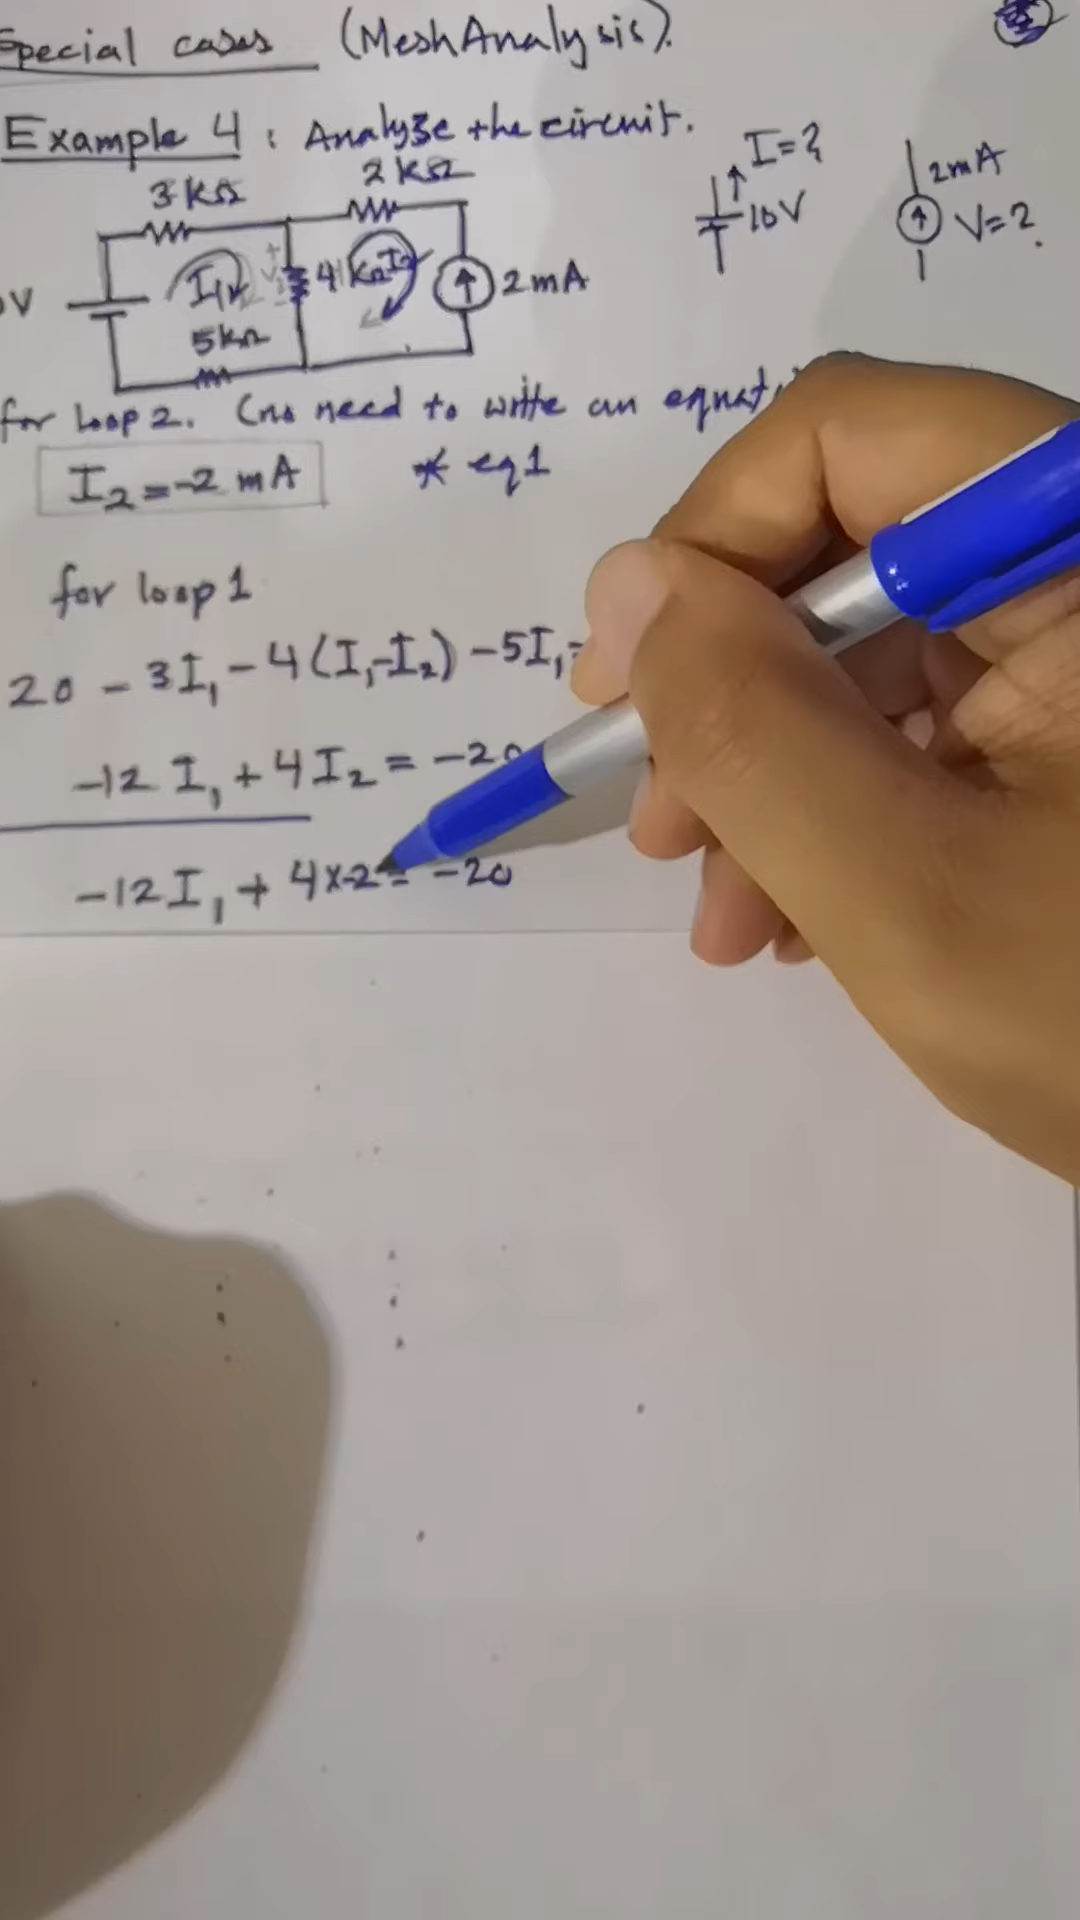 Special cases (Mesh Analysis).
Example 4 : Analyze the circuit.
I=?
10V
2mA
V=?
3kΩ
2kΩ
V
I₁
4kΩ
I₂
2mA
5kΩ
for loop 2. (no need to write an
I₂ = -2 mA
* eq1
for loop 1
20 - 3I₁ - 4(I₁-I₂) - 5I₁ =
-12 I₁ + 4I₂ = -20
-12I₁ + 4x-2 = -20